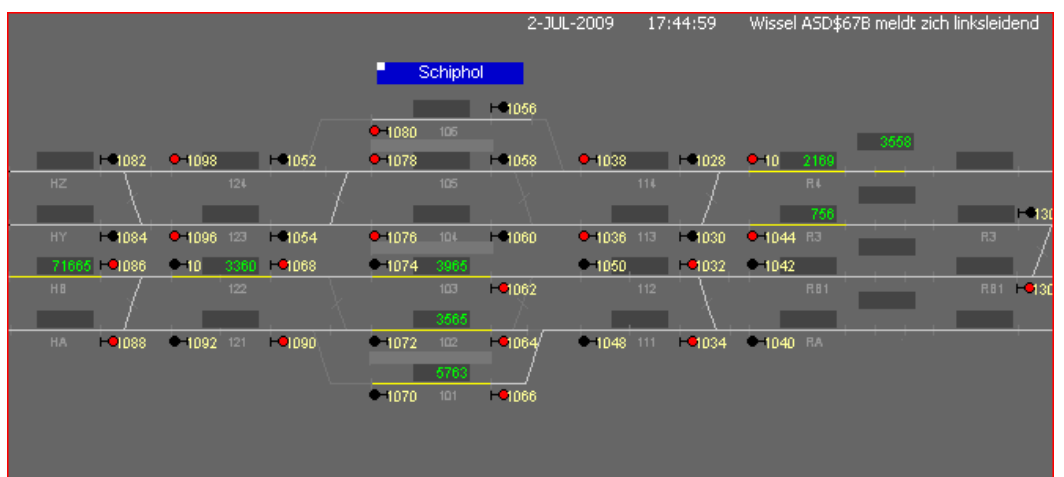 2-JUL-2009 17:44:59 Wissel ASD$67B meldt zich linksleidend
Schiphol
1056
1080 106
3558
1082 1098 1052 1078 1058 1038 1028 10 2169
HZ 124 105 114 R4
756 130
HY 1084 1096 123 1054 1076 104 1060 1036 113 1030 1044 R3 R3
71665 1086 10 3360 1068 1074 3965 1050 1032 1042
HB 122 103 1062 112 RB1 RB1 130
3565
HA 1088 1092 121 1090 1072 102 1064 1048 111 1034 1040 RA
5763
1070 101 1066